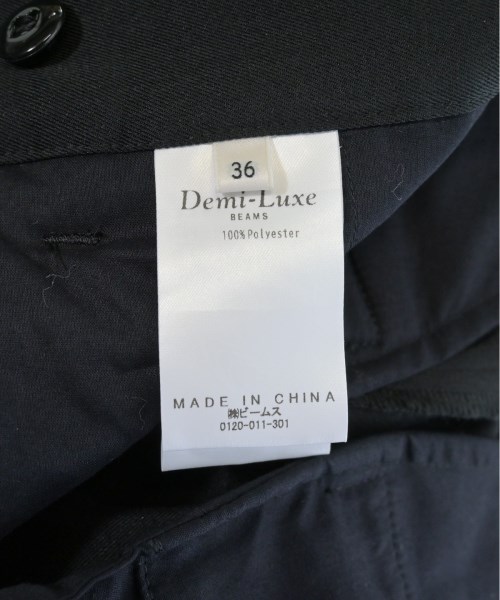 36
Demi-Luxe
BEAMS
100% Polyester
MADE IN CHINA
㈱ビームス
0120-011-301